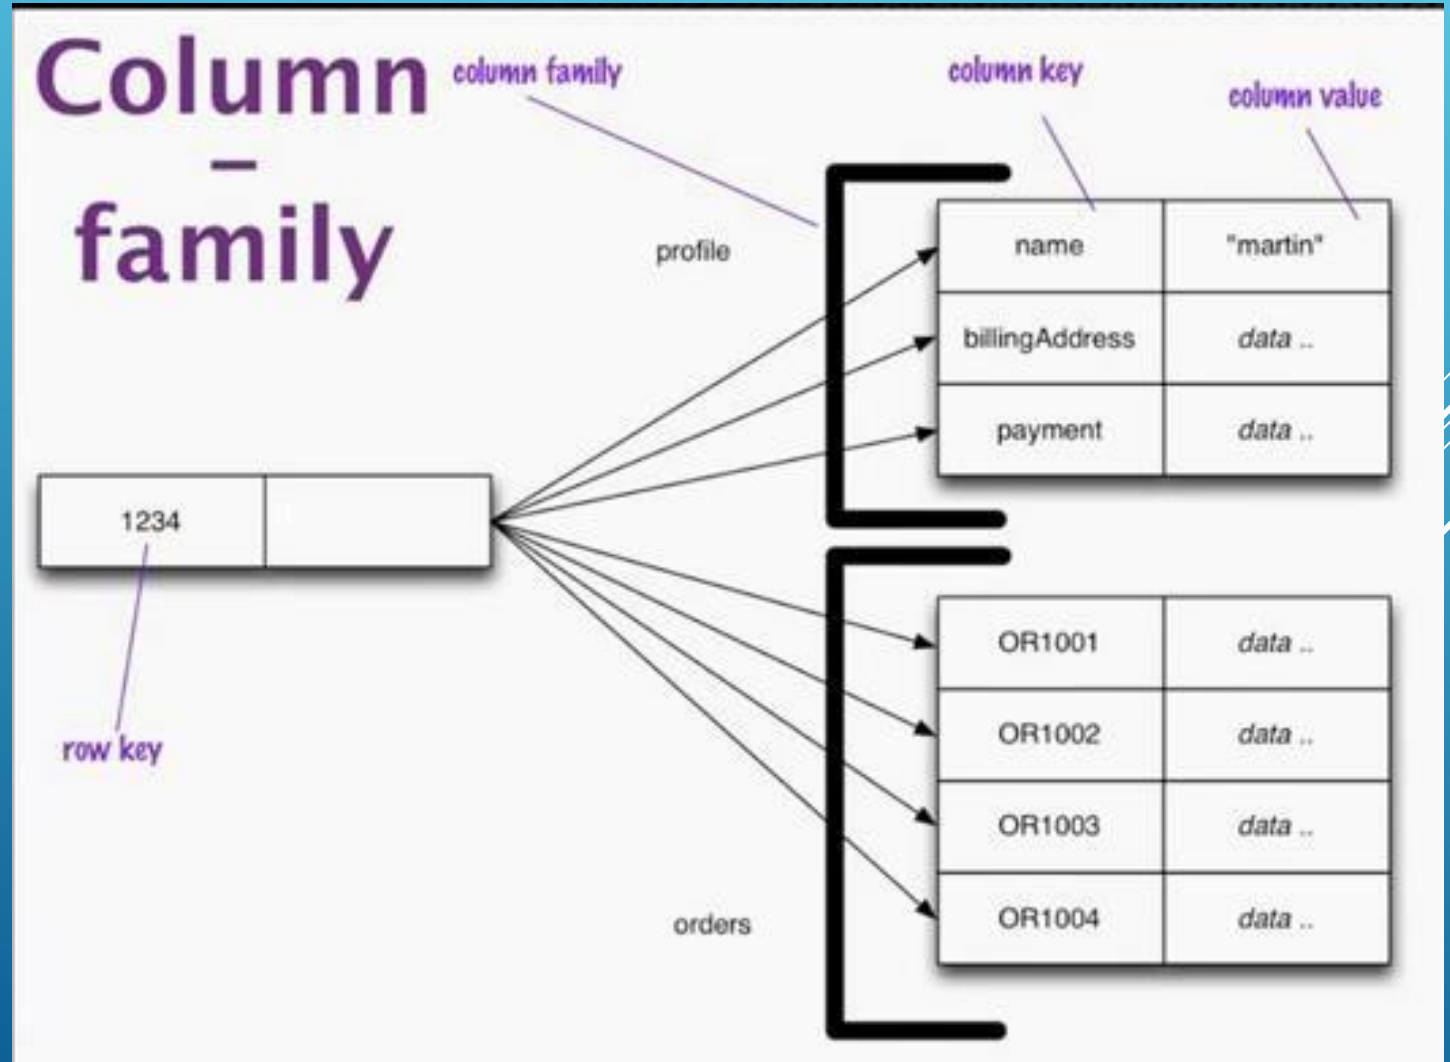 Column
–
family
column family
column key
column value
profile
name "martin"
billingAddress data ..
payment data ..
1234
row key
OR1001 data ..
OR1002 data ..
OR1003 data ..
OR1004 data ..
orders